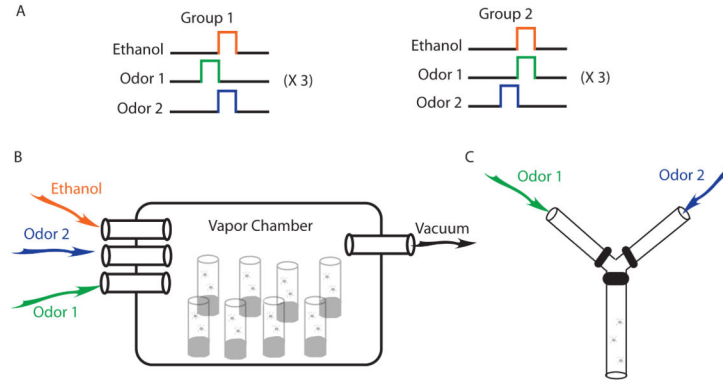 A
Group 1
Ethanol
Odor 1
(X 3)
Odor 2
Group 2
Ethanol
Odor 1
(X 3)
Odor 2
B
Ethanol
Odor 2
Odor 1
Vapor Chamber
Vacuum
C
Odor 1
Odor 2